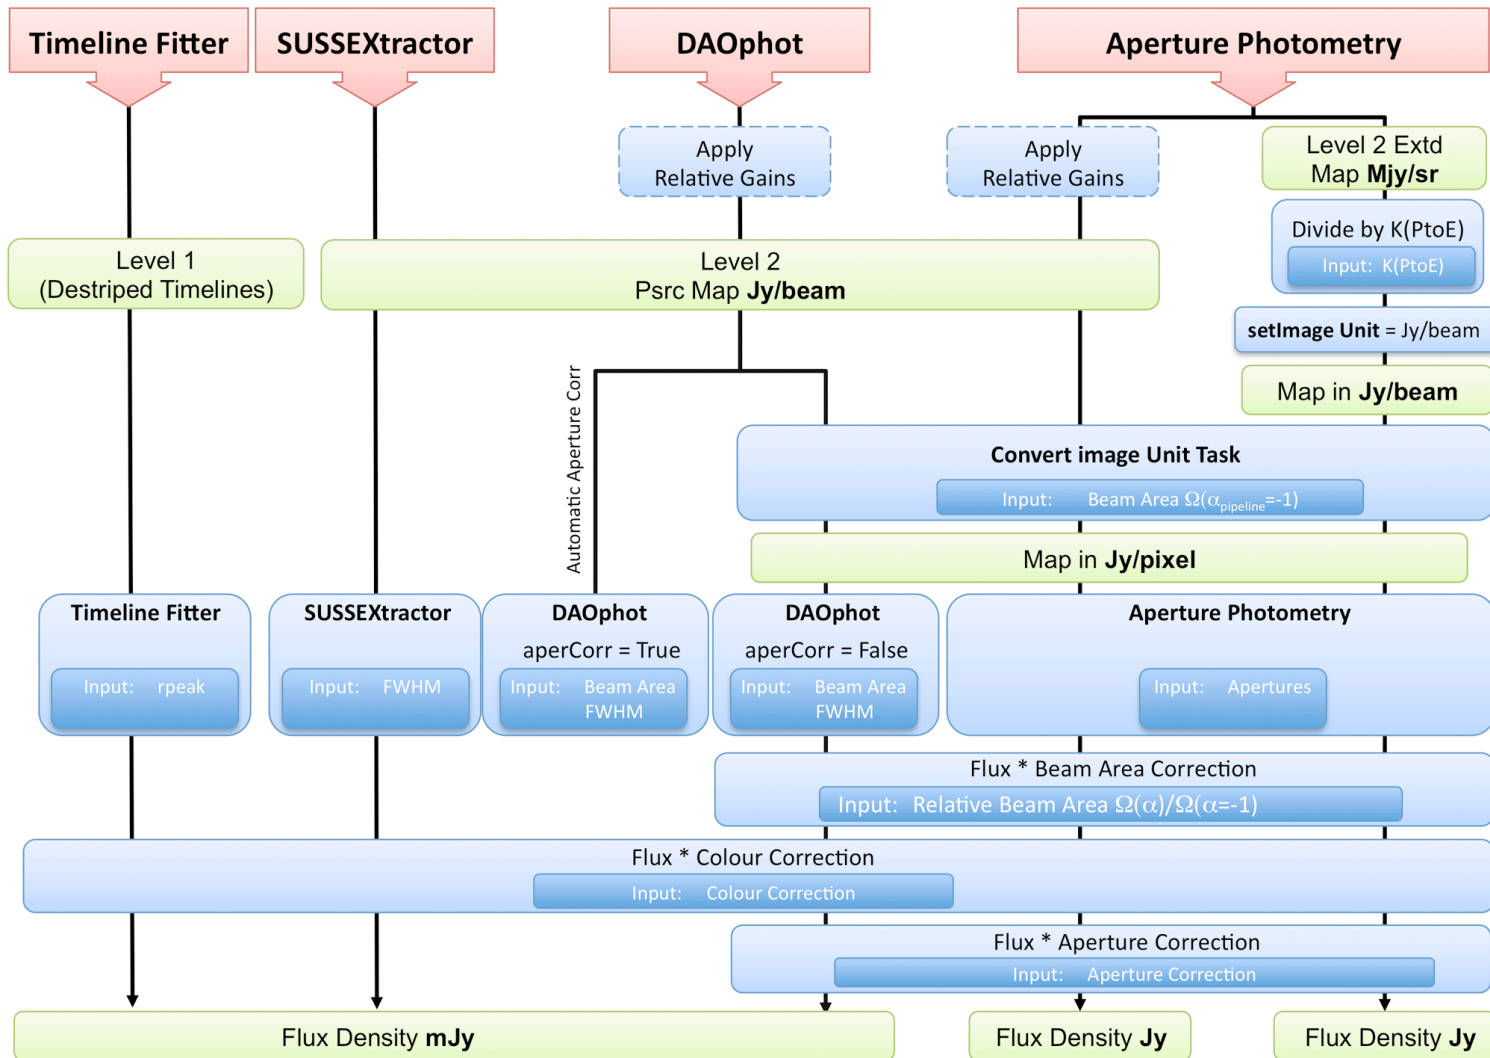 Timeline Fitter
SUSSEXtractor
DAOphot
Aperture Photometry
Apply
Relative Gains
Apply
Relative Gains
Level 2 Extd
Map Mjy/sr
Divide by K(PtoE)
Input: K(PtoE)
Level 1
(Destriped Timelines)
Level 2
Psrc Map Jy/beam
setImage Unit = Jy/beam
Map in Jy/beam
Automatic Aperture Corr
Convert image Unit Task
Input: Beam Area Ω(αpipeline=-1)
Map in Jy/pixel
Timeline Fitter
Input: rpeak
SUSSEXtractor
Input: FWHM
DAOphot
aperCorr = True
Input: Beam Area
FWHM
DAOphot
aperCorr = False
Input: Beam Area
FWHM
Aperture Photometry
Input: Apertures
Flux * Beam Area Correction
Input: Relative Beam Area Ω(α)/Ω(α=-1)
Flux * Colour Correction
Input: Colour Correction
Flux * Aperture Correction
Input: Aperture Correction
Flux Density mJy
Flux Density Jy
Flux Density Jy